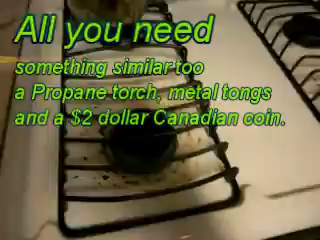 All you need
something similar too
a Propane torch, metal tongs
and a $2 dollar Canadian coin.